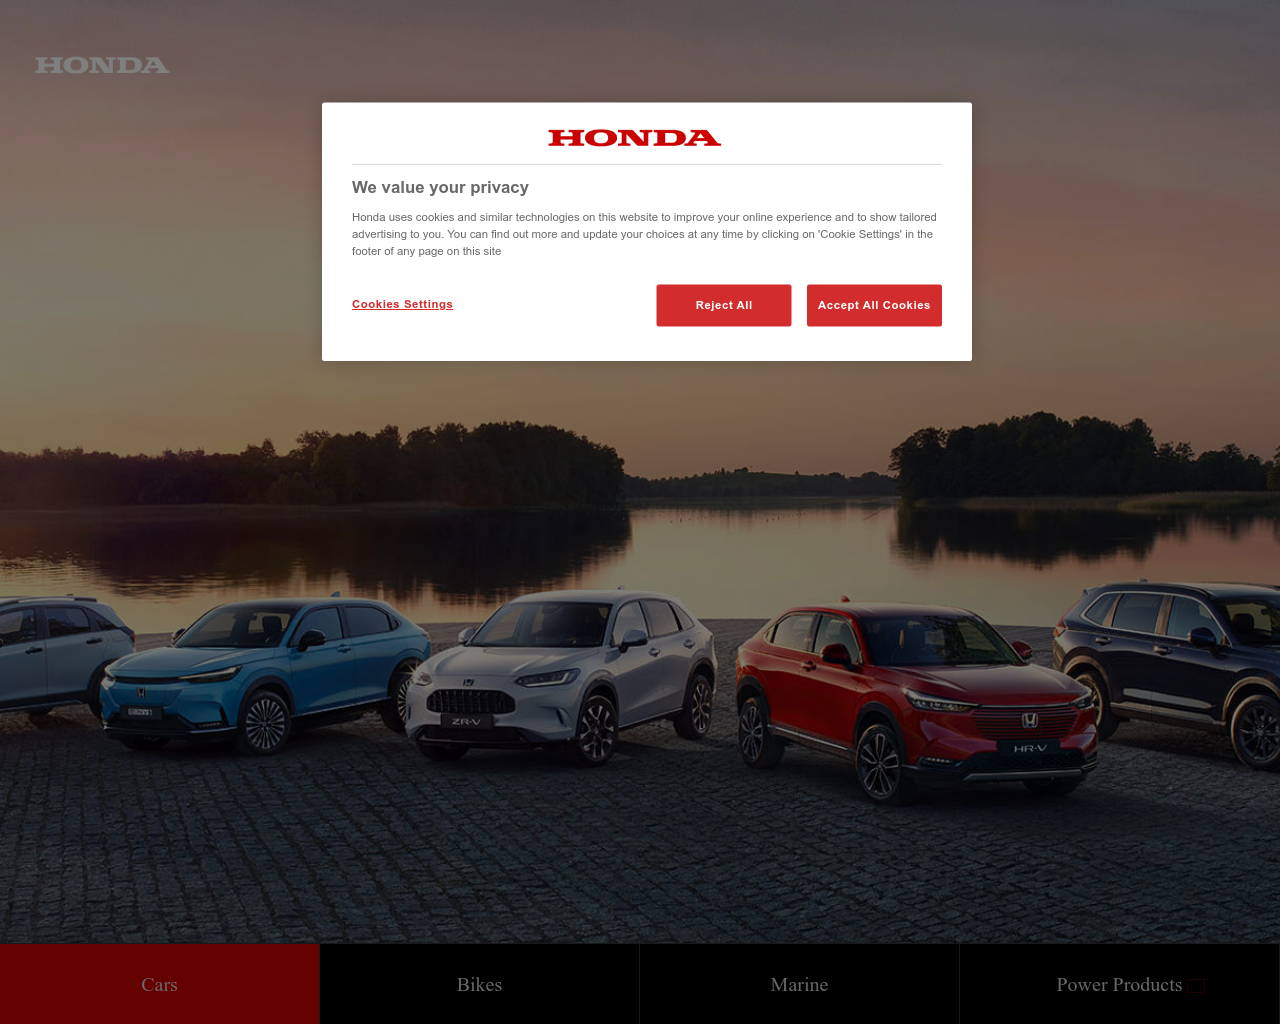 HONDA
HONDA
We value your privacy
Honda uses cookies and similar technologies on this website to improve your online experience and to show tailored
advertising to you. You can find out more and update your choices at any time by clicking on 'Cookie Settings' in the
footer of any page on this site
Cookies Settings
Reject All
Accept All Cookies
ZR-V
HR-V
Cars
Bikes
Marine
Power Products